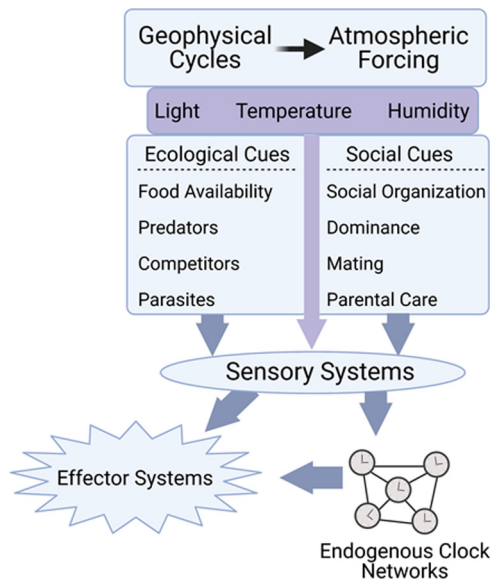 Geophysical Cycles
Atmospheric Forcing
Light Temperature Humidity
Ecological Cues
Food Availability
Predators
Competitors
Parasites
Social Cues
Social Organization
Dominance
Mating
Parental Care
Sensory Systems
Effector Systems
Endogenous Clock
Networks